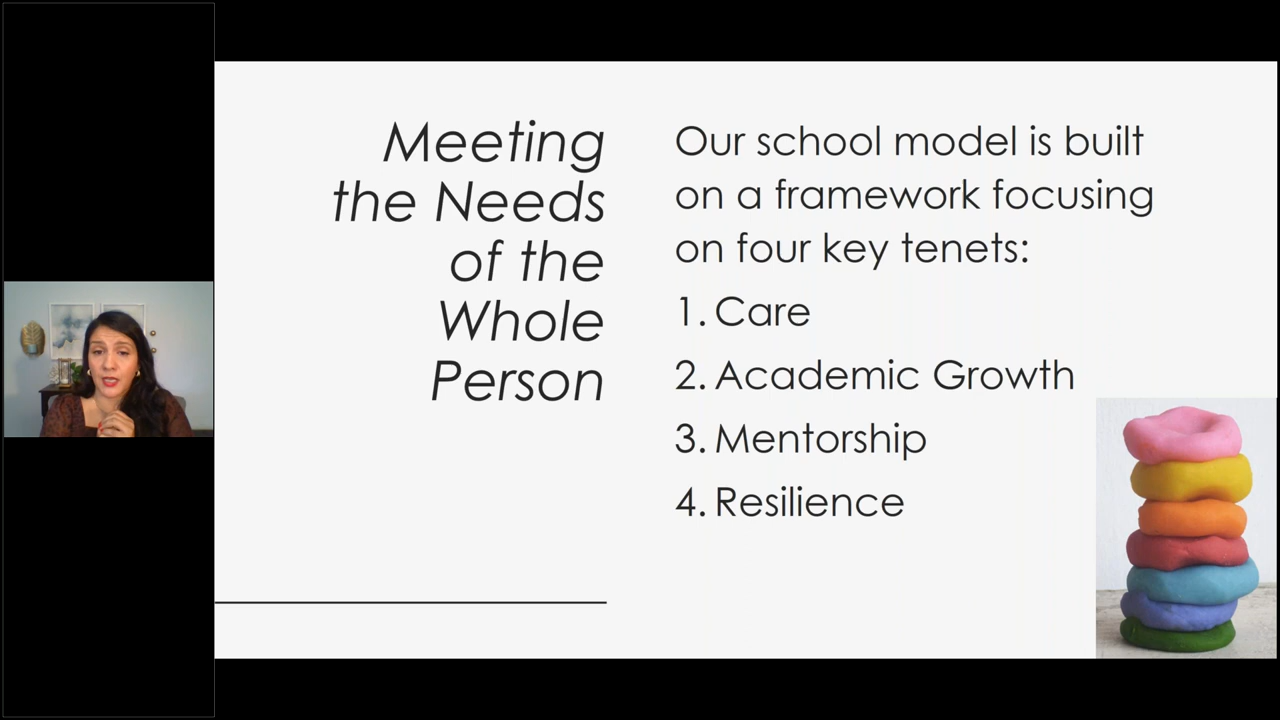 Meeting
the Needs
of the
Whole
Person
Our school model is built
on a framework focusing
on four key tenets:
1. Care
2. Academic Growth
3. Mentorship
4. Resilience